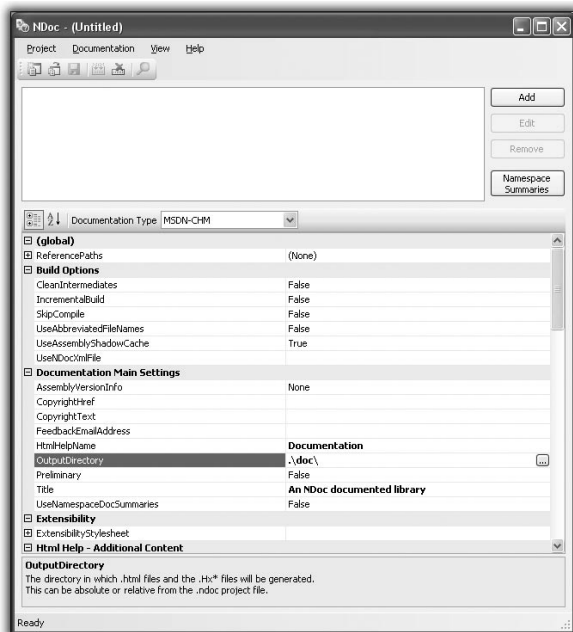 NDoc - (Untitled)
Project Documentation View Help
Add
Edit
Remove
Namespace
Summaries
Documentation Type MSDN-CHM
(global)
ReferencePaths (None)
Build Options
CleanIntermediates False
IncrementalBuild False
SkipCompile False
UseAbbreviatedFileNames False
UseAssemblyShadowCache True
UseNDocXmlFile
Documentation Main Settings
AssemblyVersionInfo None
CopyrightHref
CopyrightText
FeedbackEmailAddress
HtmlHelpName Documentation
OutputDirectory .\doc\ ...
Preliminary False
Title An NDoc documented library
UseNamespaceDocSummaries False
Extensibility
ExtensibilityStylesheet
Html Help - Additional Content
OutputDirectory
The directory in which .html files and the .Hx* files will be generated.
This can be absolute or relative from the .ndoc project file.
Ready